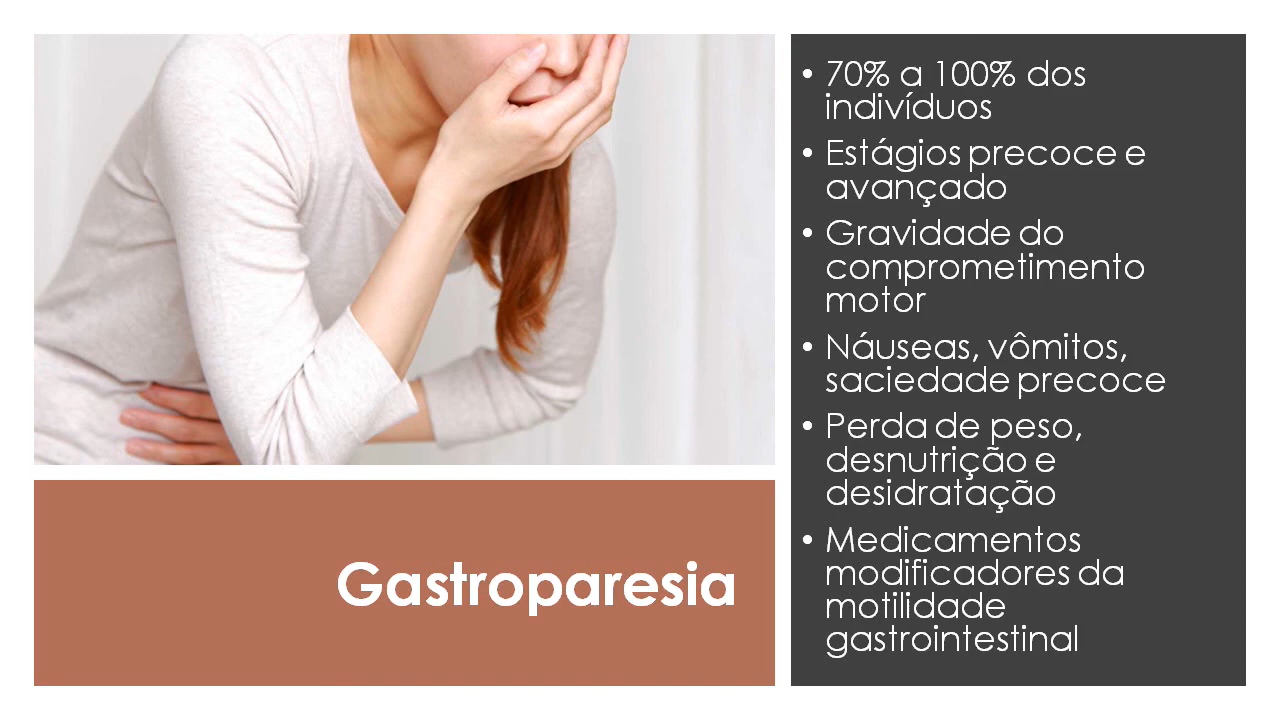 Gastroparesia
• 70% a 100% dos
indivíduos
• Estágios precoce e
avançado
• Gravidade do
comprometimento
motor
• Náuseas, vômitos,
saciedade precoce
• Perda de peso,
desnutrição e
desidratação
• Medicamentos
modificadores da
motilidade
gastrointestinal